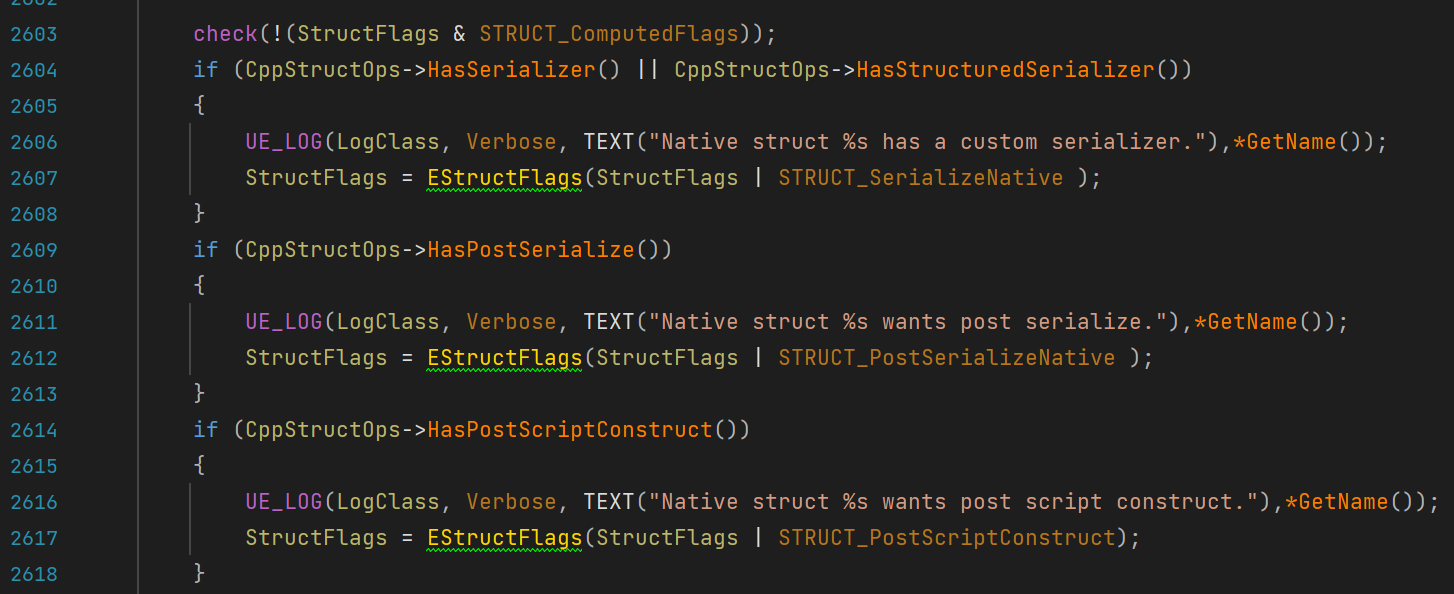 2602
2603 check(!(StructFlags & STRUCT_ComputedFlags));
2604 if (CppStructOps->HasSerializer() || CppStructOps->HasStructuredSerializer())
2605 {
2606 UE_LOG(LogClass, Verbose, TEXT("Native struct %s has a custom serializer."),*GetName());
2607 StructFlags = EStructFlags(StructFlags | STRUCT_SerializeNative );
2608 }
2609 if (CppStructOps->HasPostSerialize())
2610 {
2611 UE_LOG(LogClass, Verbose, TEXT("Native struct %s wants post serialize."),*GetName());
2612 StructFlags = EStructFlags(StructFlags | STRUCT_PostSerializeNative );
2613 }
2614 if (CppStructOps->HasPostScriptConstruct())
2615 {
2616 UE_LOG(LogClass, Verbose, TEXT("Native struct %s wants post script construct."),*GetName());
2617 StructFlags = EStructFlags(StructFlags | STRUCT_PostScriptConstruct);
2618 }